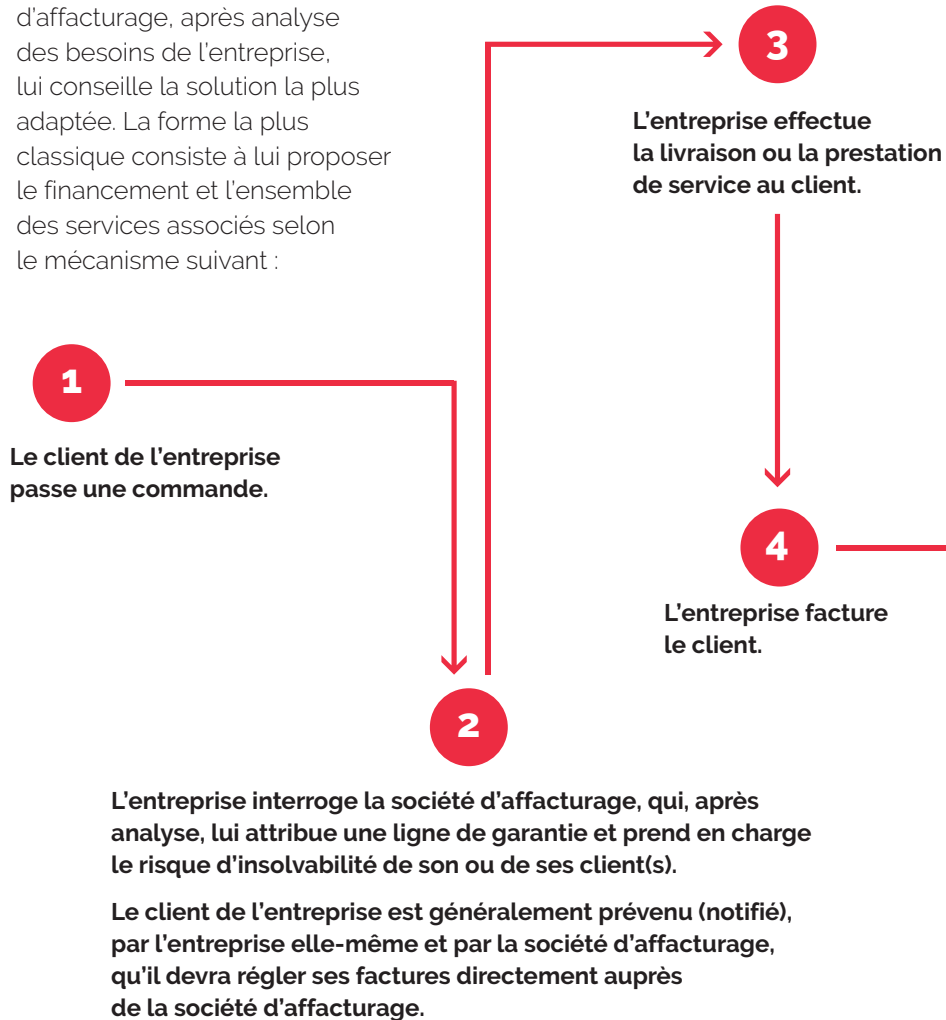 d’affacturage, après analyse
des besoins de l’entreprise,
lui conseille la solution la plus
adaptée. La forme la plus
classique consiste à lui proposer
le financement et l’ensemble
des services associés selon
le mécanisme suivant :
1
Le client de l’entreprise
passe une commande.
2
L’entreprise interroge la société d’affacturage, qui, après
analyse, lui attribue une ligne de garantie et prend en charge
le risque d’insolvabilité de son ou de ses client(s).
Le client de l’entreprise est généralement prévenu (notifié),
par l’entreprise elle-même et par la société d’affacturage,
qu’il devra régler ses factures directement auprès
de la société d’affacturage.
3
L’entreprise effectue
la livraison ou la prestation
de service au client.
4
L’entreprise facture
le client.